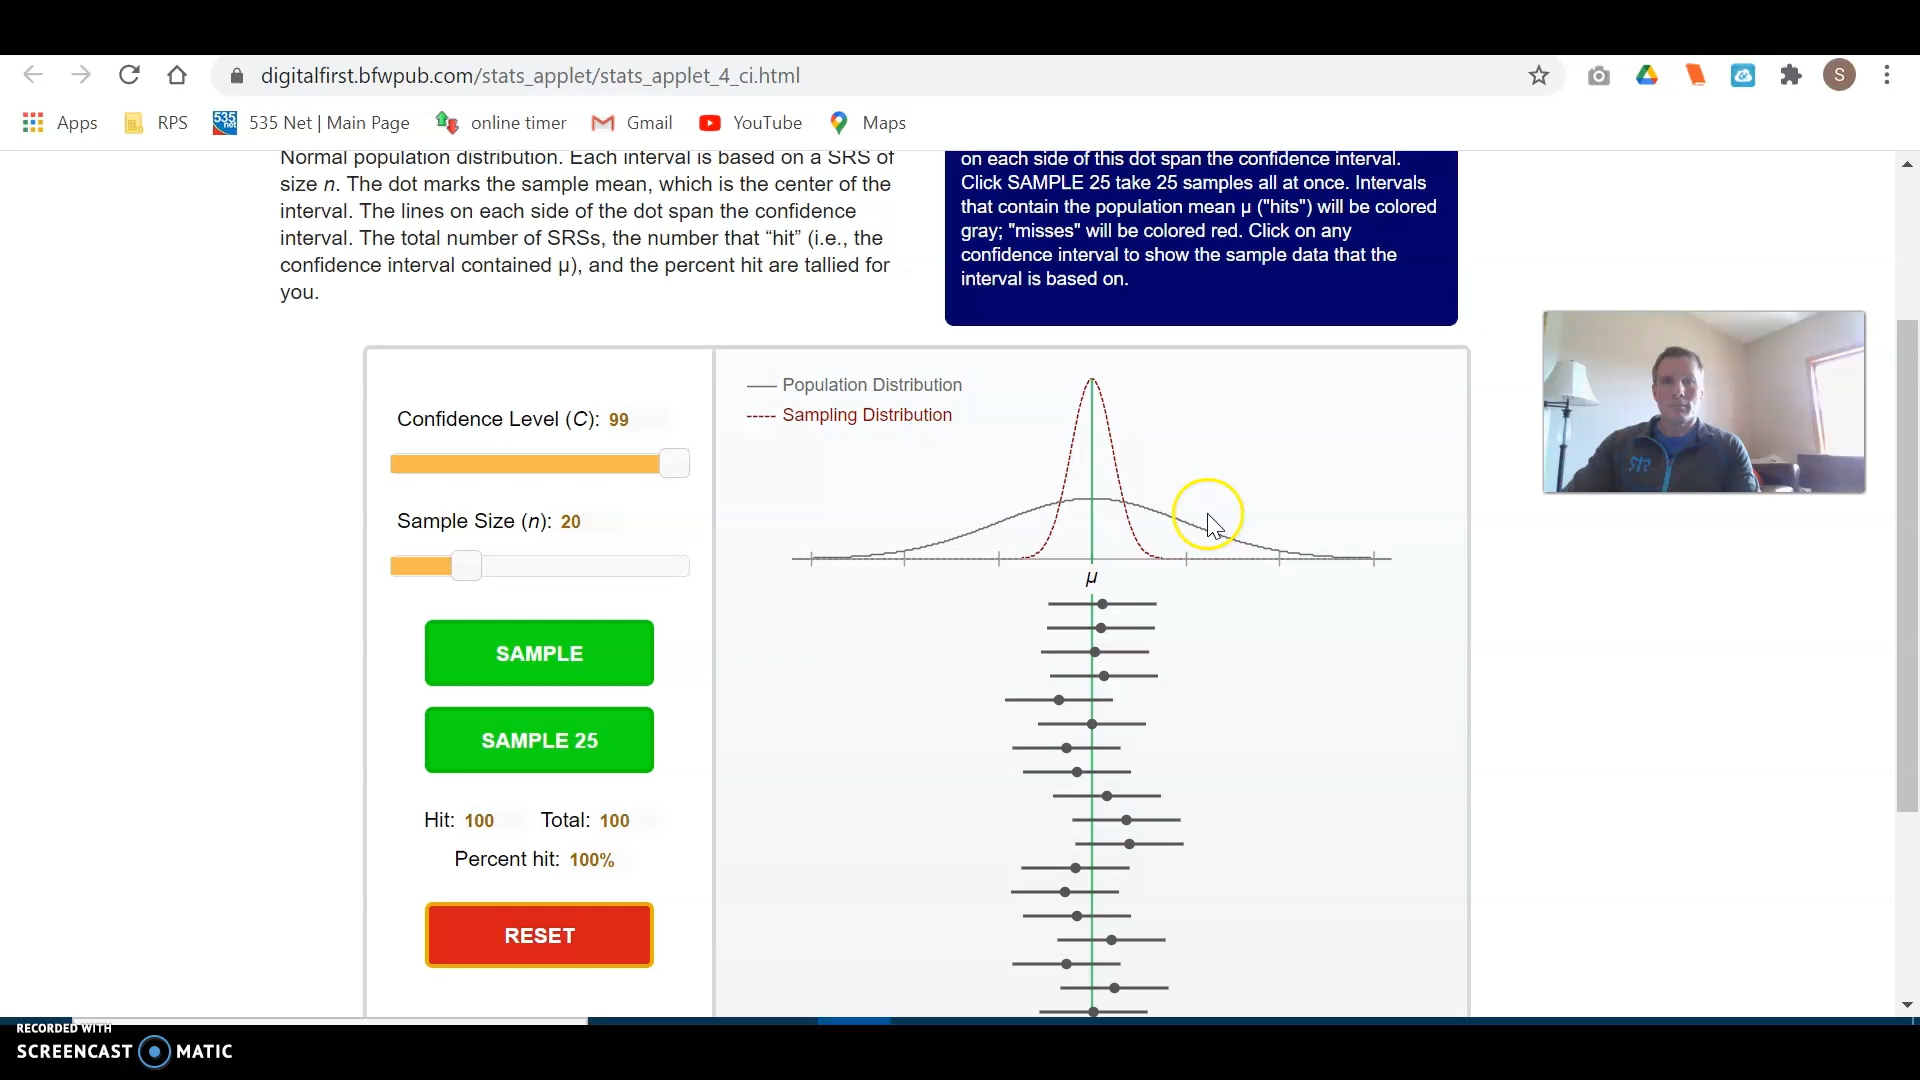 digitalfirst.bfwpub.com/stats_applet/stats_applet_4_ci.html
S
Apps
RPS
535 Net | Main Page
online timer
Gmail
YouTube
Maps
Normal population distribution. Each interval is based on a SRS of
size n. The dot marks the sample mean, which is the center of the
interval. The lines on each side of the dot span the confidence
interval. The total number of SRSs, the number that “hit” (i.e., the
confidence interval contained μ), and the percent hit are tallied for
you.
on each side of this dot span the confidence interval.
Click SAMPLE 25 take 25 samples all at once. Intervals
that contain the population mean μ ("hits") will be colored
gray; "misses" will be colored red. Click on any
confidence interval to show the sample data that the
interval is based on.
Confidence Level (C): 99
Sample Size (n): 20
SAMPLE
SAMPLE 25
Hit: 100 Total: 100
Percent hit: 100%
RESET
Population Distribution
Sampling Distribution
μ
RECORDED WITH
SCREENCAST MATIC